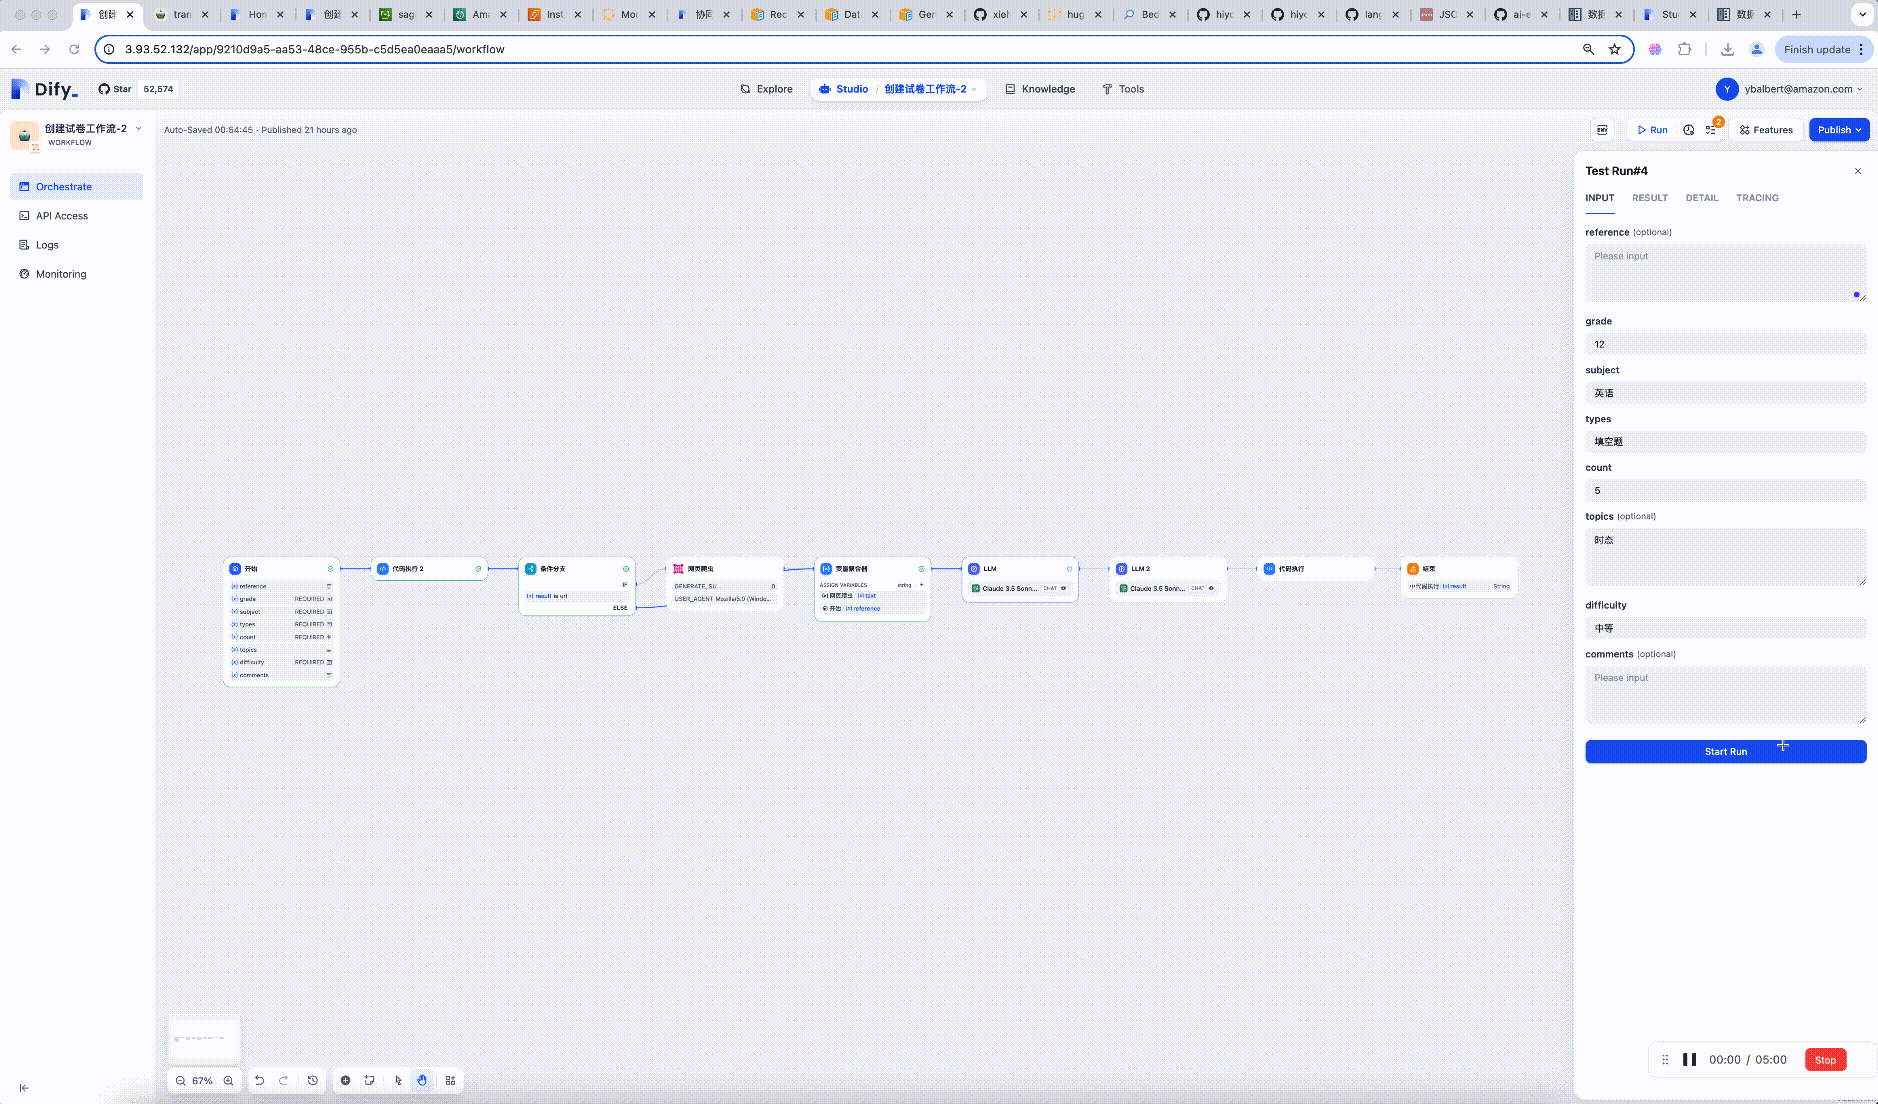 创建
tran
Hon
创建
sag
Ama
Inst
Moc
协同
Rec
Dat
Ger
xieh
hug
Bed
hiyo
hiyo
lang
JSC
ai-e
数据
Stu
数据
3.93.52.132/app/9210d9a5-aa53-48ce-955b-c5d5ea0eaaa5/workflow
Finish update
Dify_
Star 52,574
Explore
Studio / 创建试卷工作流-2
Knowledge
Tools
Y ybalbert@amazon.com
创建试卷工作流-2
WORKFLOW
Auto-Saved 00:54:45 · Published 21 hours ago
ENV
Run
2
Features
Publish
Orchestrate
API Access
Logs
Monitoring
开始
{x} reference
{x} grade REQUIRED
{x} subject REQUIRED
{x} types REQUIRED
{x} count REQUIRED
{x} topics
{x} difficulty REQUIRED
{x} comments
代码执行 2
条件分支
IF
{x} result is url
ELSE
网页爬虫
GENERATE_SU... 0
USER_AGENT Mozilla/5.0 (Windo...
变量聚合器
ASSIGN VARIABLES string +
网页爬虫 {x} text
开始 {x} reference
LLM
Claude 3.5 Sonn... CHAT
LLM 2
Claude 3.5 Sonn... CHAT
代码执行
结束
代码执行 {x} result String
Test Run#4
INPUT RESULT DETAIL TRACING
reference (optional)
Please input
grade
12
subject
英语
types
填空题
count
5
topics (optional)
时态
difficulty
中等
comments (optional)
Please input
Start Run
67%
00:00 / 05:00
Stop